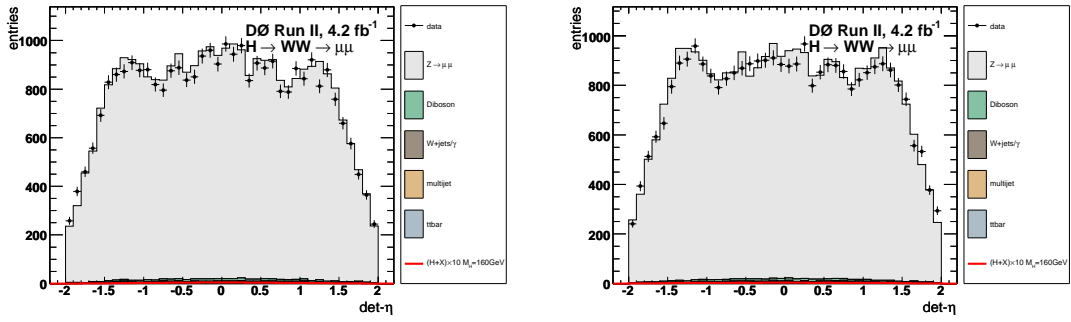 entries
1000
800
600
400
200
0
DØ Run II, 4.2 fb⁻¹
H → WW → μμ
-2 -1.5 -1 -0.5 0 0.5 1 1.5 2
det-η
data
Z→μμ
Diboson
W+jets/γ
multijet
ttbar
(H+X)×10 M_H=160GeV
entries
1000
800
600
400
200
0
DØ Run II, 4.2 fb⁻¹
H → WW → μμ
-2 -1.5 -1 -0.5 0 0.5 1 1.5 2
det-η
data
Z→μμ
Diboson
W+jets/γ
multijet
ttbar
(H+X)×10 M_H=160GeV